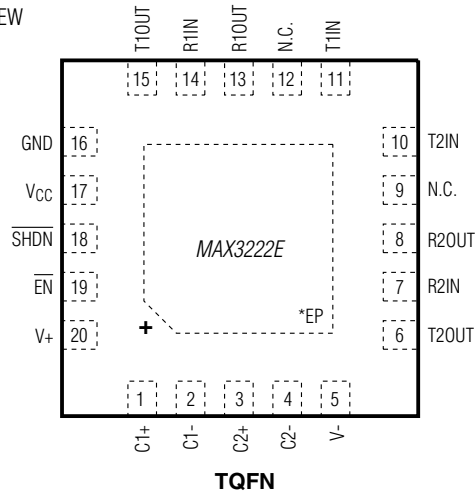 EW
T1OUT
R1IN
R1OUT
N.C.
T1IN
15 14 13 12 11
GND 16
VCC 17
SHDN 18
EN 19
V+ 20
10 T2IN
9 N.C.
8 R2OUT
7 R2IN
6 T2OUT
MAX3222E
*EP
+
1 2 3 4 5
C1+
C1-
C2+
C2-
V-
TQFN